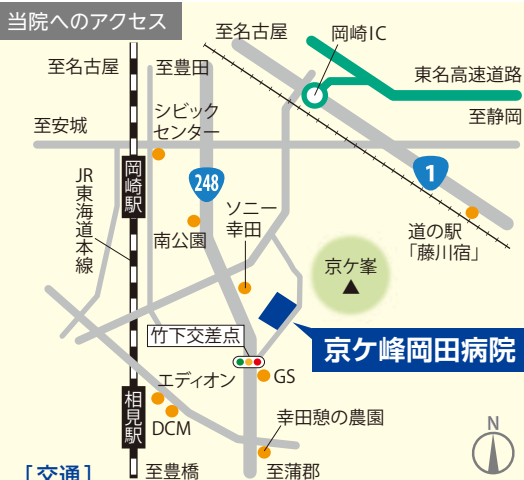 当院へのアクセス
至名古屋
岡崎IC
至名古屋
至豊田
東名高速道路
至静岡
シビック
センター
至安城
岡崎駅
JR東海道本線
248
1
ソニー
幸田
南公園
道の駅
「藤川宿」
京ケ峯
竹下交差点
京ケ峰岡田病院
エディオン
GS
相見駅
DCM
幸田憩の農園
N
[交通]
至豊橋
至蒲郡